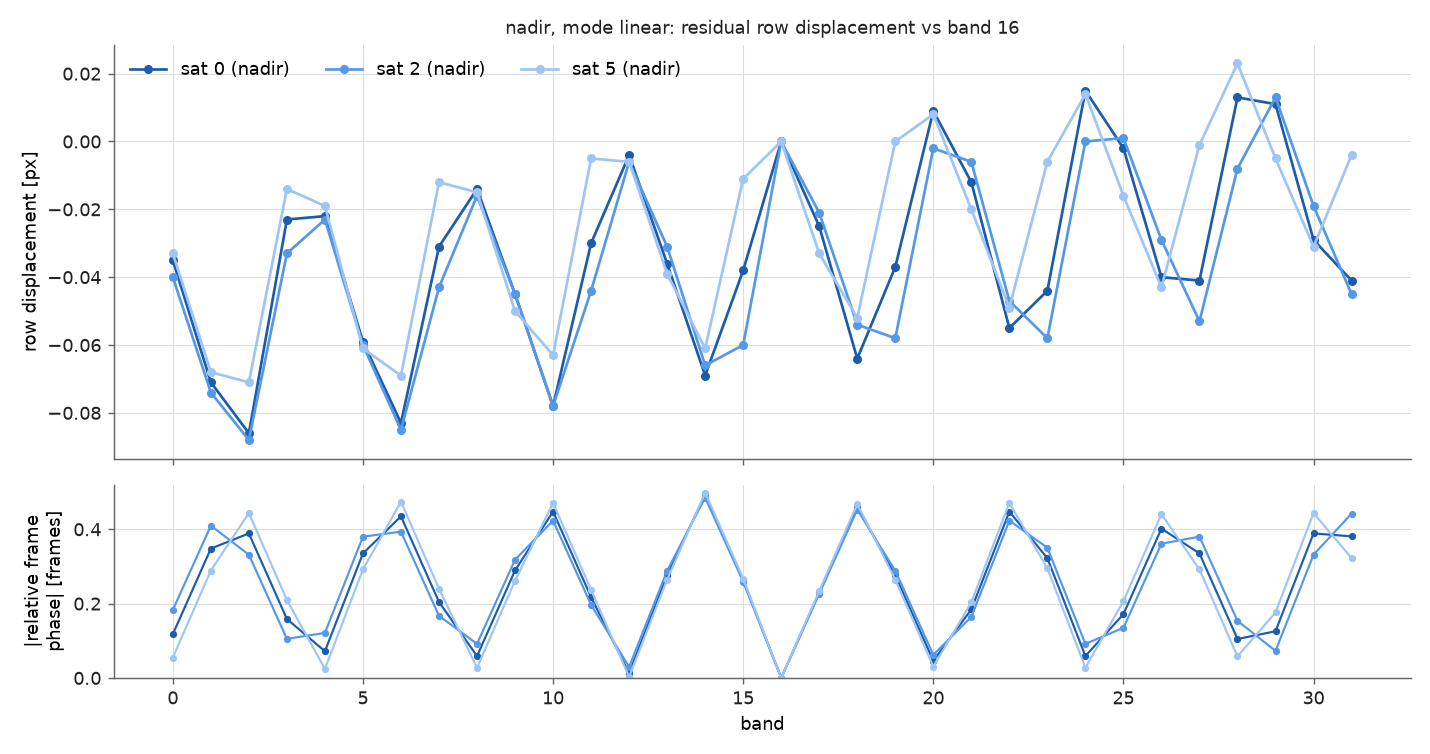 nadir, mode linear: residual row displacement vs band 16
sat 0 (nadir)
sat 2 (nadir)
sat 5 (nadir)
row displacement [px]
0.02
0.00
−0.02
−0.04
−0.06
−0.08
|relative frame
phase| [frames]
0.4
0.2
0.0
0
5
10
15
20
25
30
band